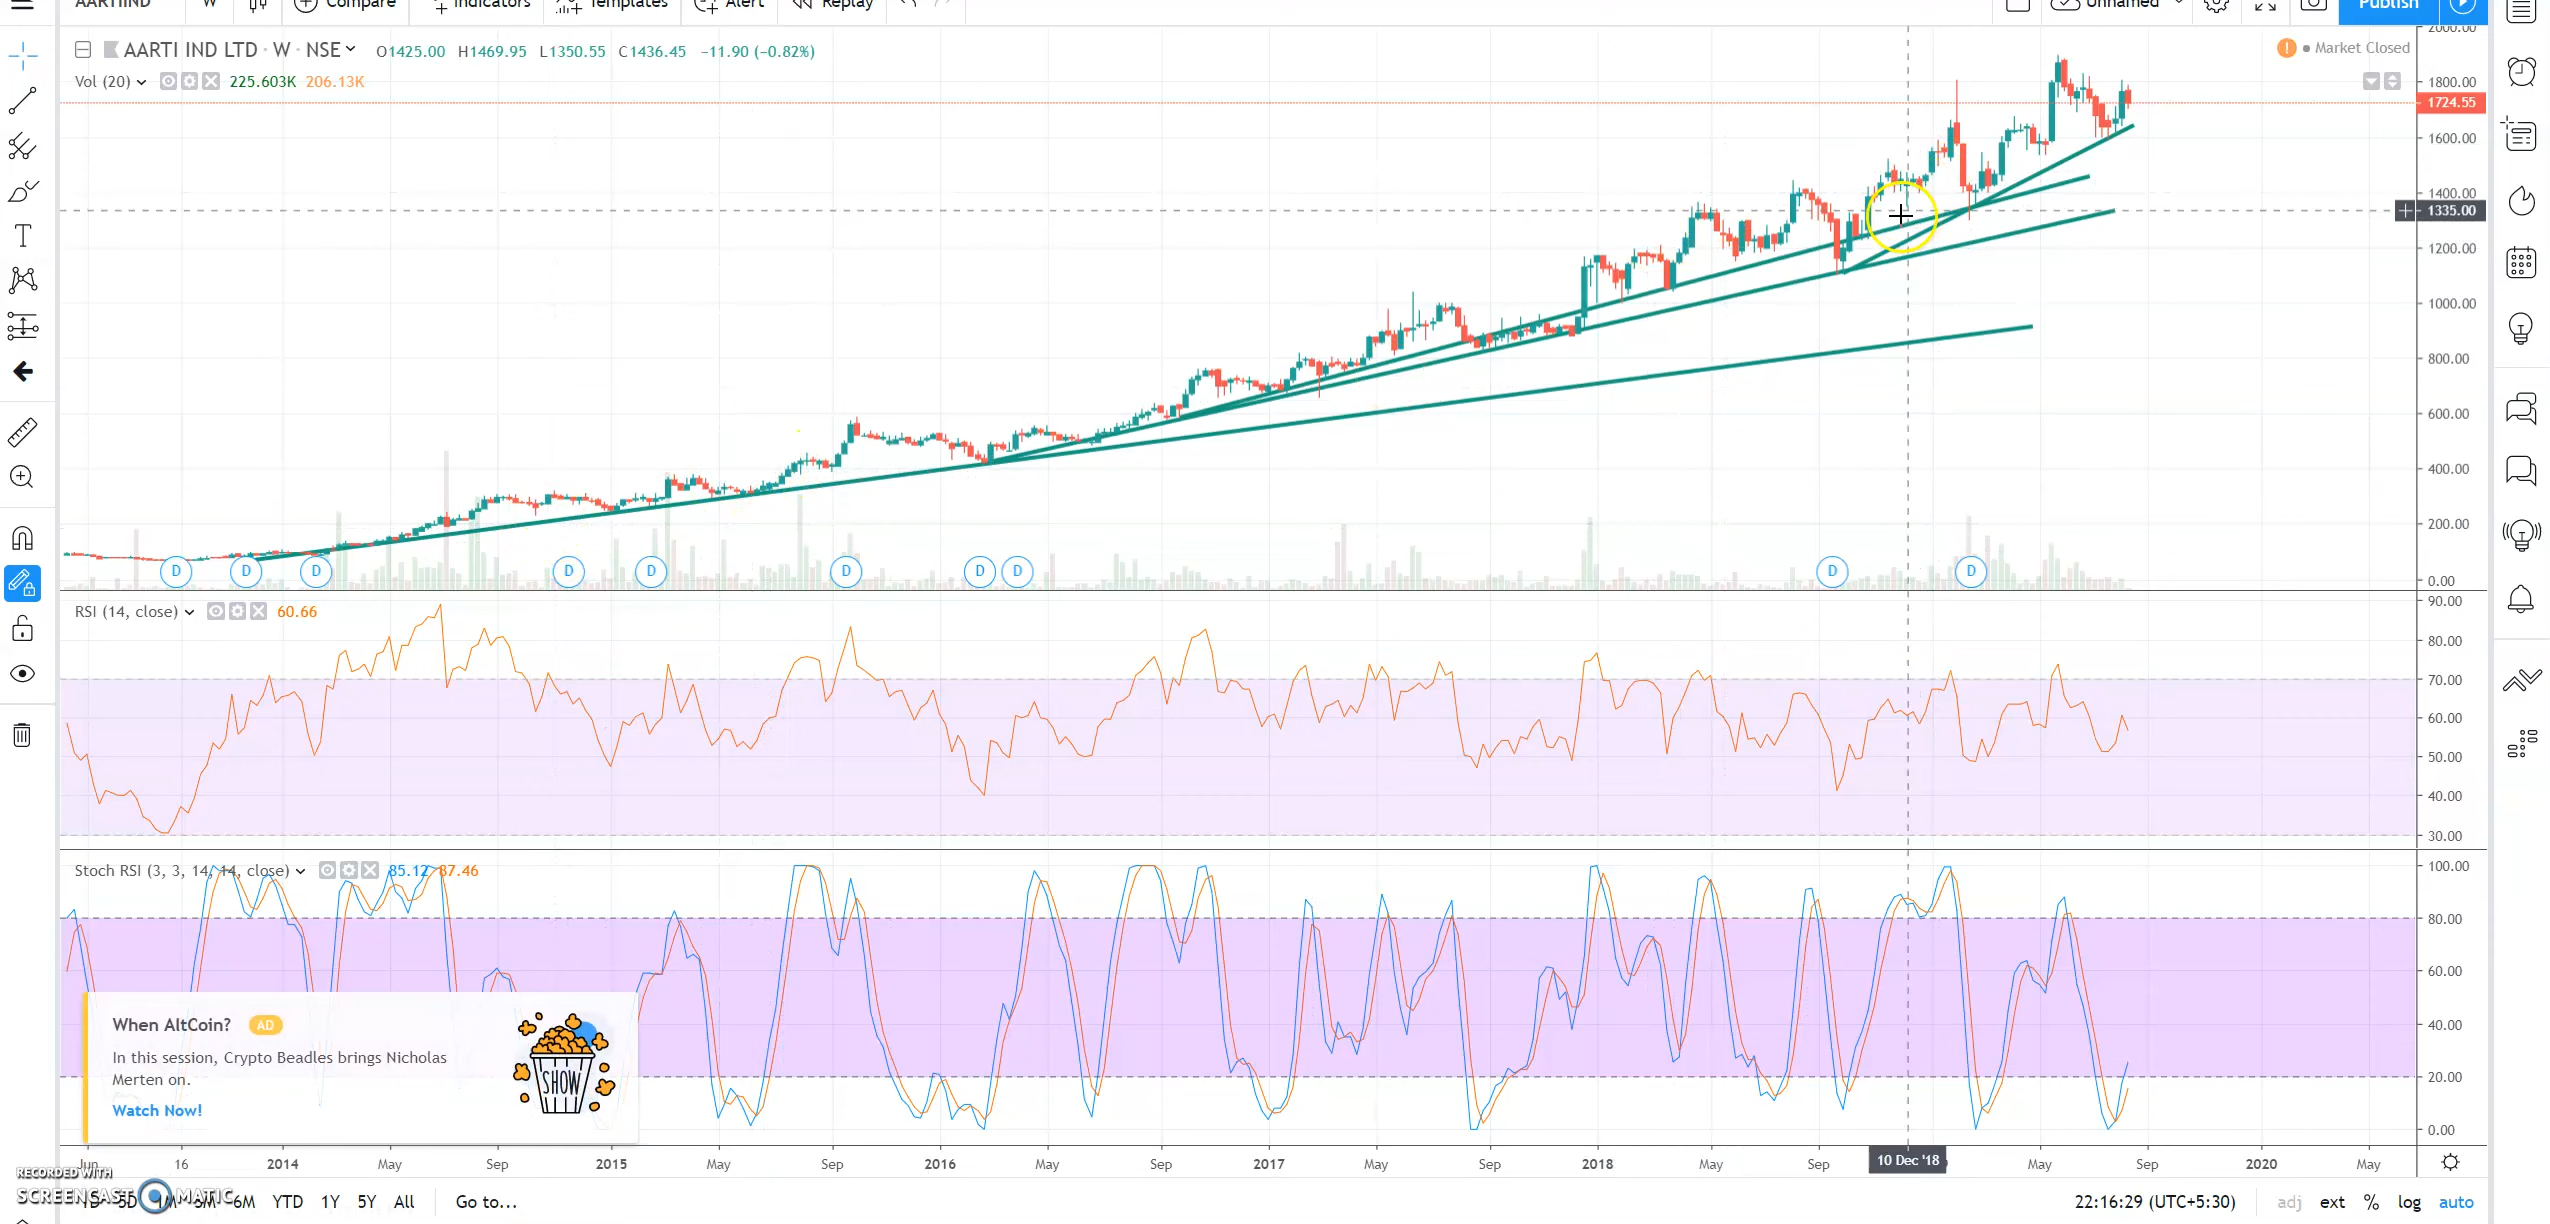 AARTIIND W Compare Indicators Templates Alert Replay Unnamed Publish
AARTI IND LTD · W · NSE O1425.00 H1469.95 L1350.55 C1436.45 −11.90 (−0.82%)
Market Closed
Vol (20) 225.603K 206.13K
2000.00
1800.00
1724.55
1600.00
1400.00
1335.00
1200.00
1000.00
800.00
600.00
400.00
200.00
0.00
D D D D D D D D D D
RSI (14, close) 60.66
90.00
80.00
70.00
60.00
50.00
40.00
30.00
Stoch RSI (3, 3, 14, 14, close) 85.12 87.46
100.00
80.00
60.00
40.00
20.00
0.00
When AltCoin? AD
In this session, Crypto Beadles brings Nicholas
Merten on.
Watch Now!
SHOW
Jun 16 2014 May Sep 2015 May Sep 2016 May Sep 2017 May Sep 2018 May Sep 10 Dec '18 May Sep 2020 May
RECORDED WITH
SCREENCAST MATIC
1D 5D 1M 3M 6M YTD 1Y 5Y All Go to... 22:16:29 (UTC+5:30) adj ext % log auto